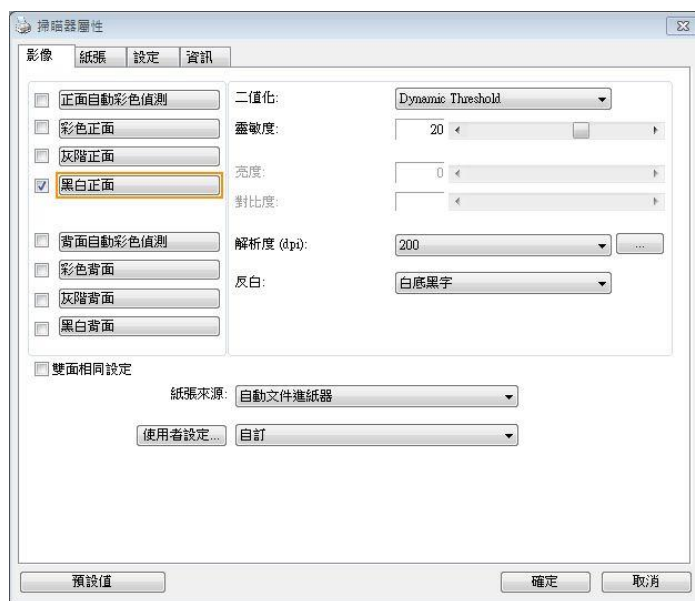 掃瞄器屬性
影像 紙張 設定 資訊
正面自動彩色偵測
彩色正面
灰階正面
黑白正面
背面自動彩色偵測
彩色背面
灰階背面
黑白背面
二值化: Dynamic Threshold
靈敏度: 20
亮度: 0
對比度:
解析度 (dpi): 200 ...
反白: 白底黑字
雙面相同設定
紙張來源: 自動文件進紙器
使用者設定... 自訂
預設值 確定 取消